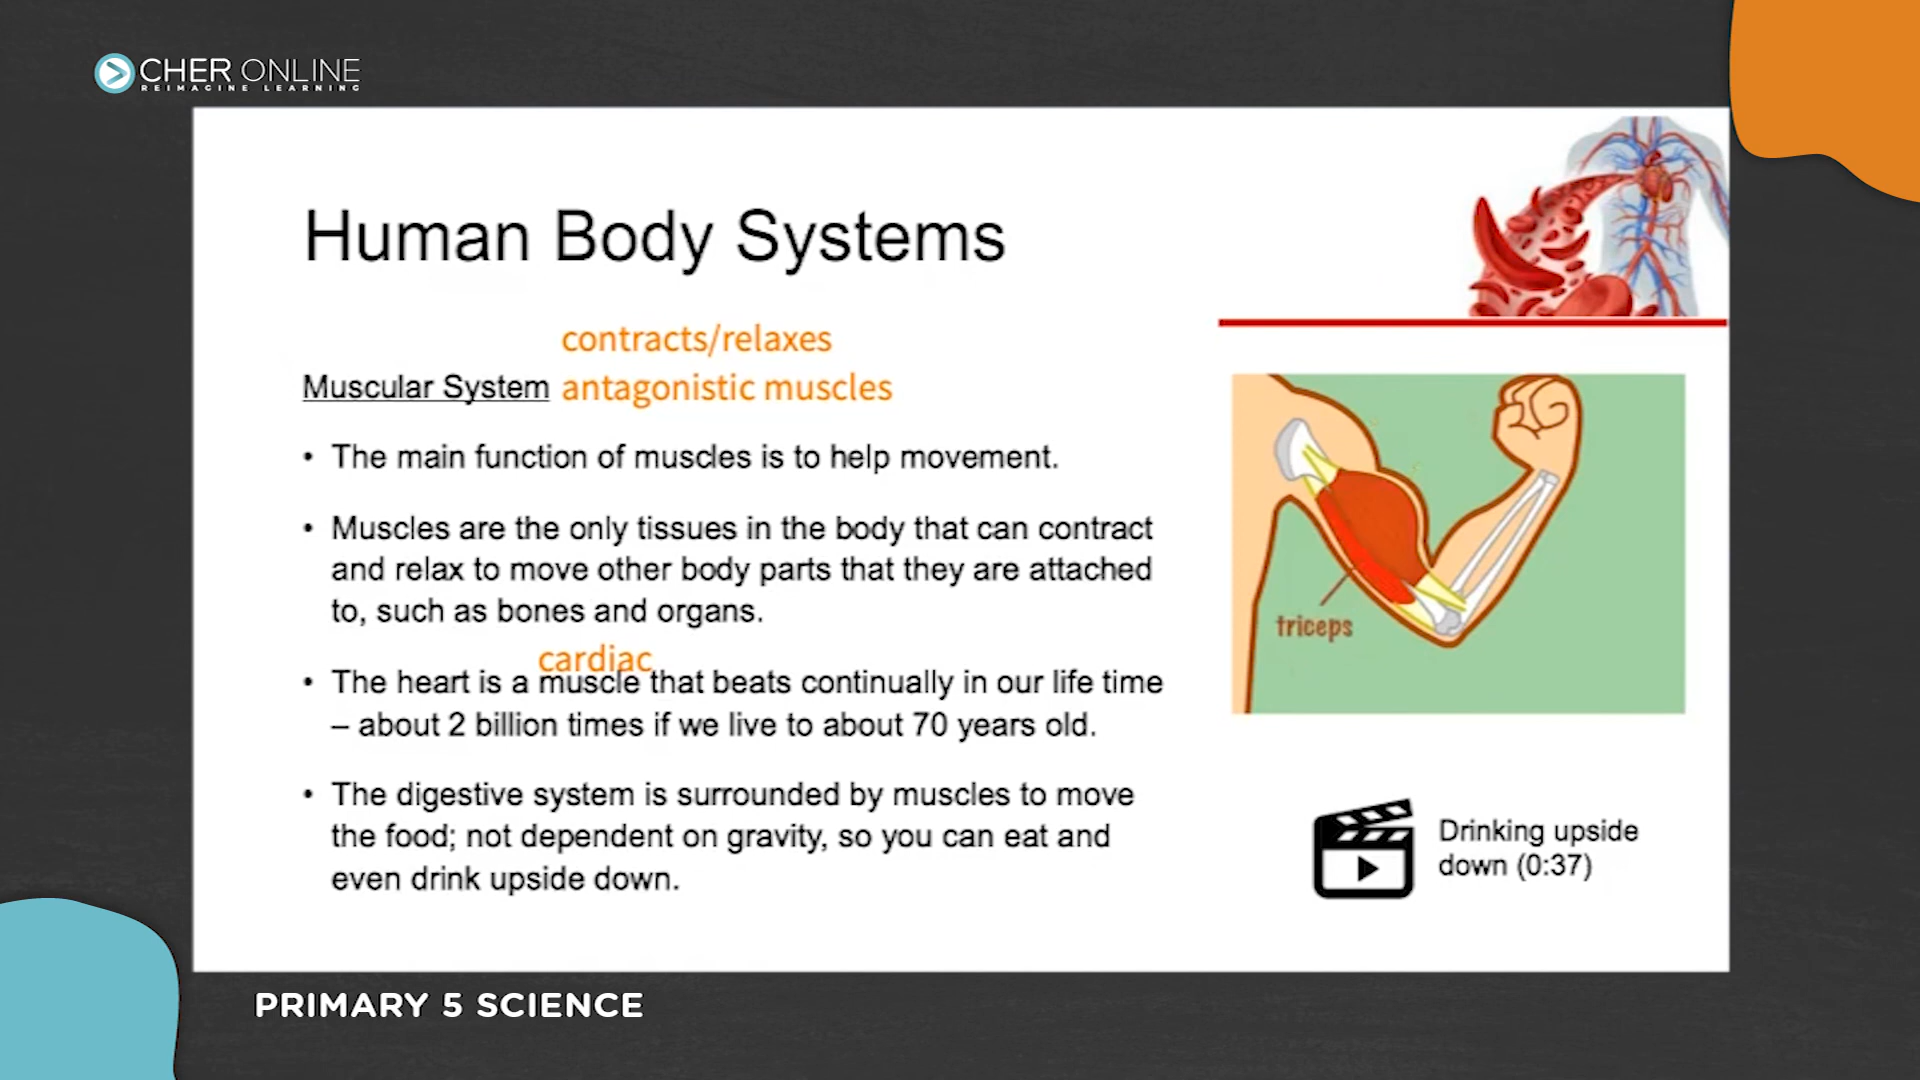 CHER ONLINE
REIMAGINE LEARNING
Human Body Systems
contracts/relaxes
Muscular System antagonistic muscles
• The main function of muscles is to help movement.
• Muscles are the only tissues in the body that can contract
and relax to move other body parts that they are attached
to, such as bones and organs.
cardiac
• The heart is a muscle that beats continually in our life time
– about 2 billion times if we live to about 70 years old.
• The digestive system is surrounded by muscles to move
the food; not dependent on gravity, so you can eat and
even drink upside down.
triceps
Drinking upside
down (0:37)
PRIMARY 5 SCIENCE